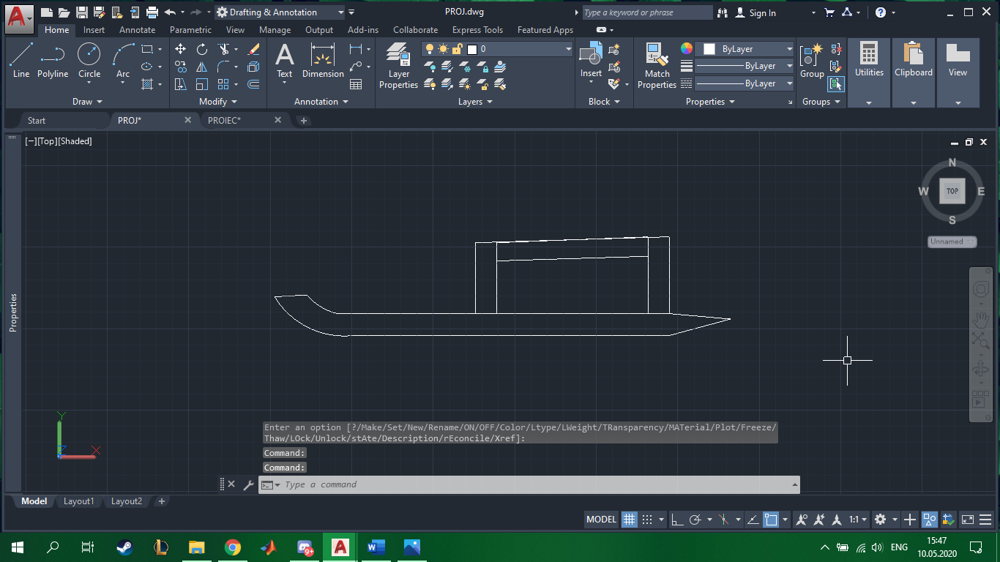 Drafting & Annotation
PROJ.dwg
Type a keyword or phrase
Sign In
Home Insert Annotate Parametric View Manage Output Add-ins Collaborate Express Tools Featured Apps
Line Polyline Circle Arc
Draw
Modify
Text Dimension
Annotation
Layer Properties
0
Layers
Insert
Block
Match Properties
ByLayer
ByLayer
ByLayer
Properties
Group
Groups
Utilities
Clipboard
View
Start PROJ* PROIEC*
[−][Top][Shaded]
N
W TOP E
S
Unnamed
Properties
Y
X
Enter an option [?/Make/Set/New/Rename/ON/OFF/Color/Ltype/LWeight/TRansparency/MATerial/Plot/Freeze/
Thaw/LOck/Unlock/stAte/Description/rEconcile/Xref]:
Command:
Command:
Type a command
Model Layout1 Layout2
MODEL 1:1
9+
ENG
15:47
10.05.2020